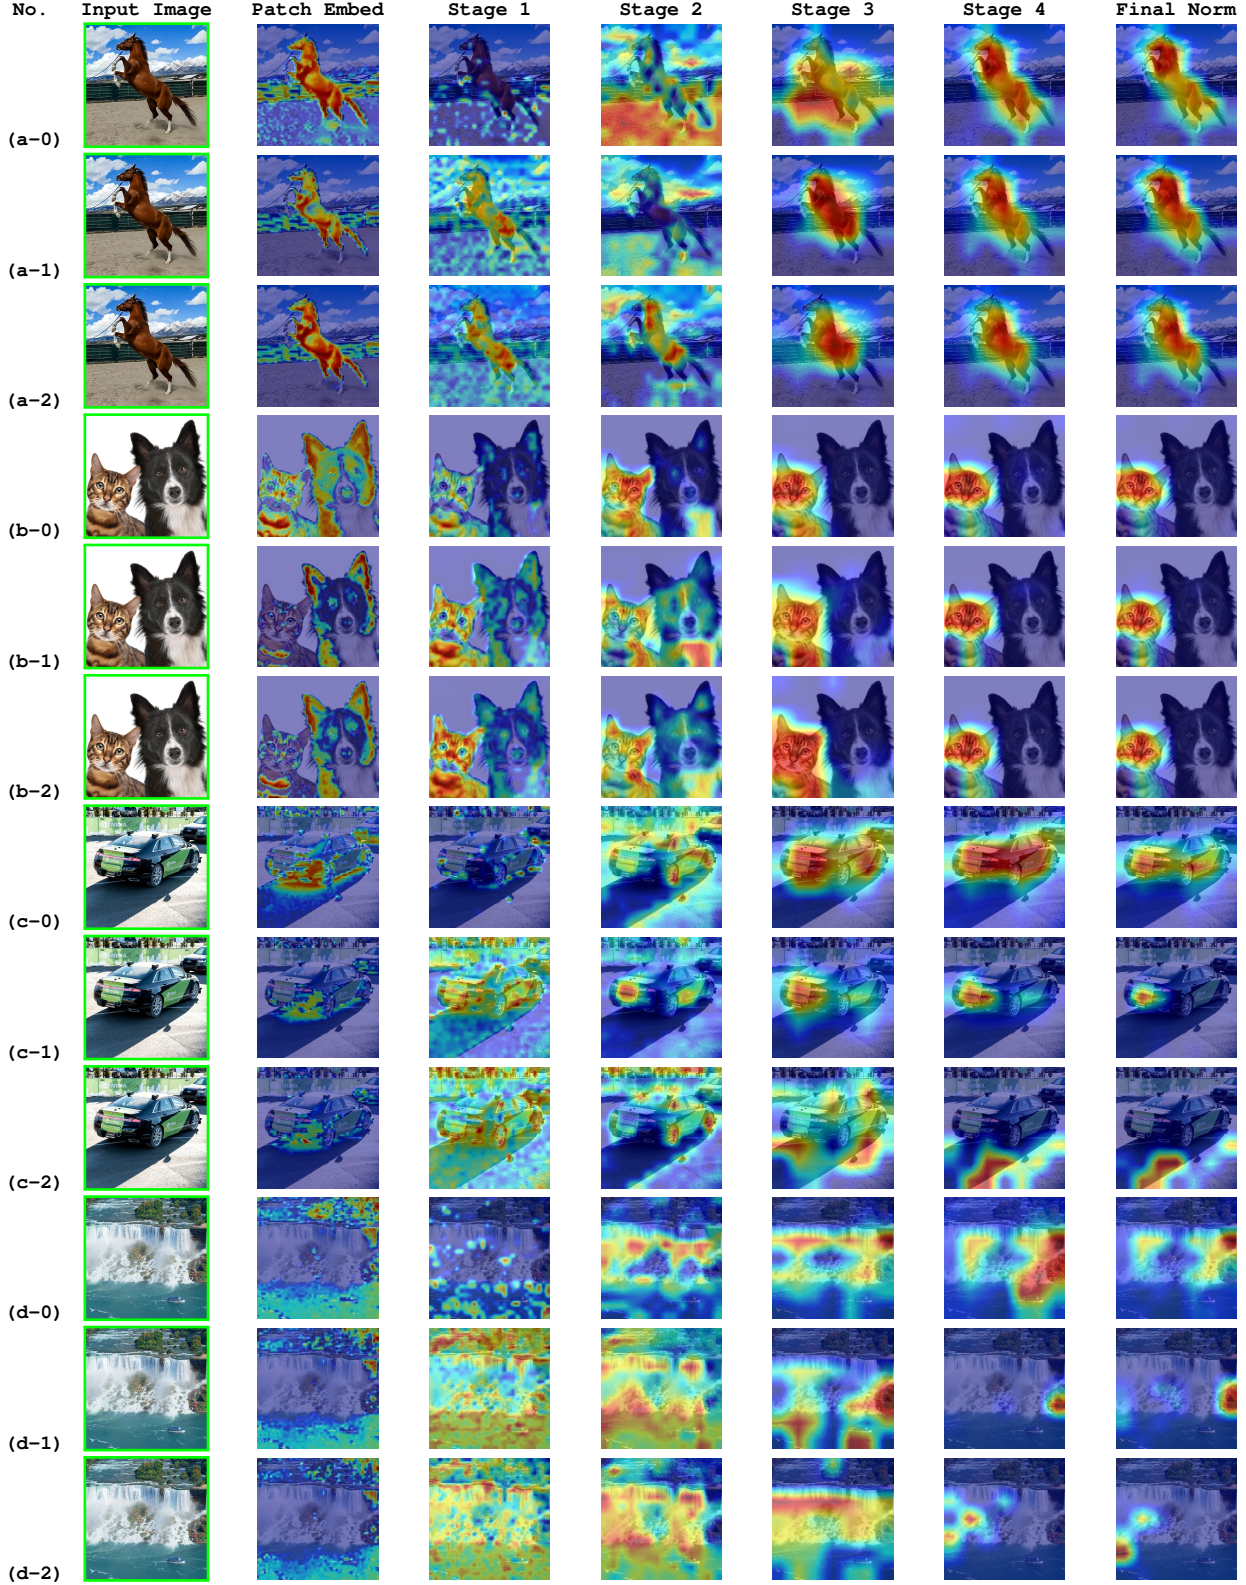 No. Input Image Patch Embed Stage 1 Stage 2 Stage 3 Stage 4 Final Norm
(a-0)
(a-1)
(a-2)
(b-0)
(b-1)
(b-2)
(c-0)
(c-1)
(c-2)
(d-0)
(d-1)
(d-2)